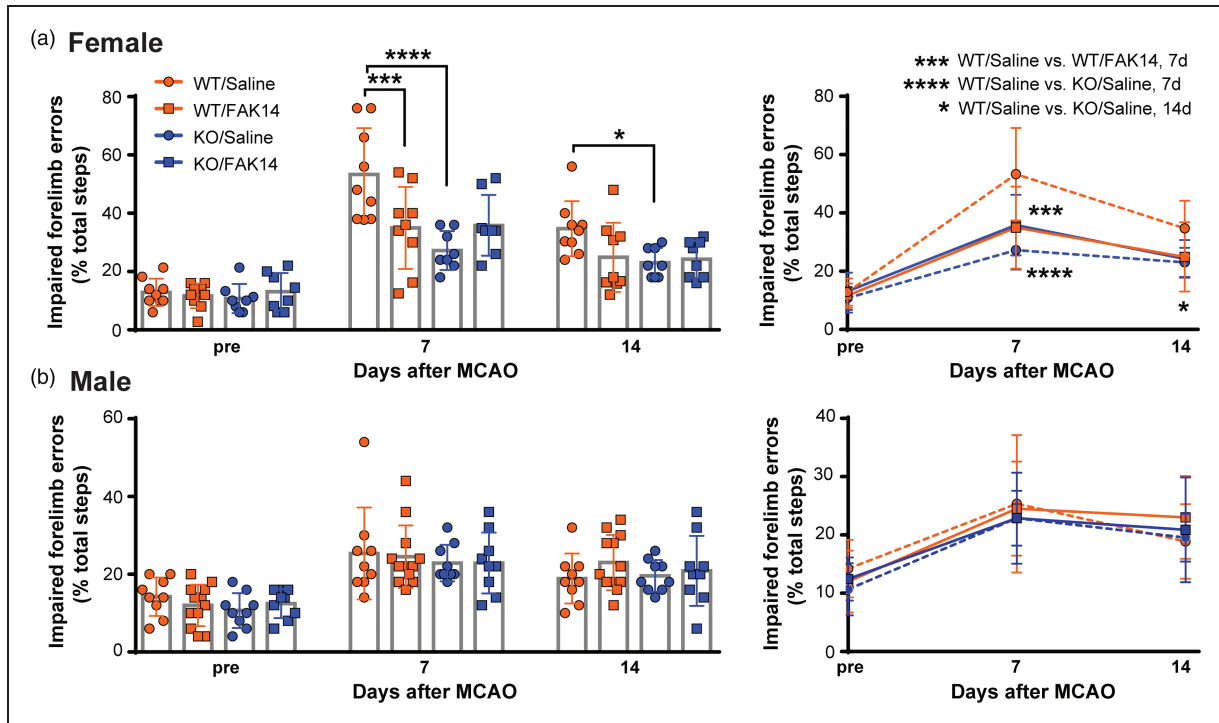 (a) Female
****
***
*
WT/Saline
WT/FAK14
KO/Saline
KO/FAK14
Impaired forelimb errors
(% total steps)
80
60
40
20
0
pre
7
14
Days after MCAO
*** WT/Saline vs. WT/FAK14, 7d
**** WT/Saline vs. KO/Saline, 7d
* WT/Saline vs. KO/Saline, 14d
Impaired forelimb errors
(% total steps)
80
60
40
20
0
***
****
*
pre
7
14
Days after MCAO
(b) Male
Impaired forelimb errors
(% total steps)
60
40
20
0
pre
7
14
Days after MCAO
Impaired forelimb errors
(% total steps)
40
30
20
10
0
pre
7
14
Days after MCAO